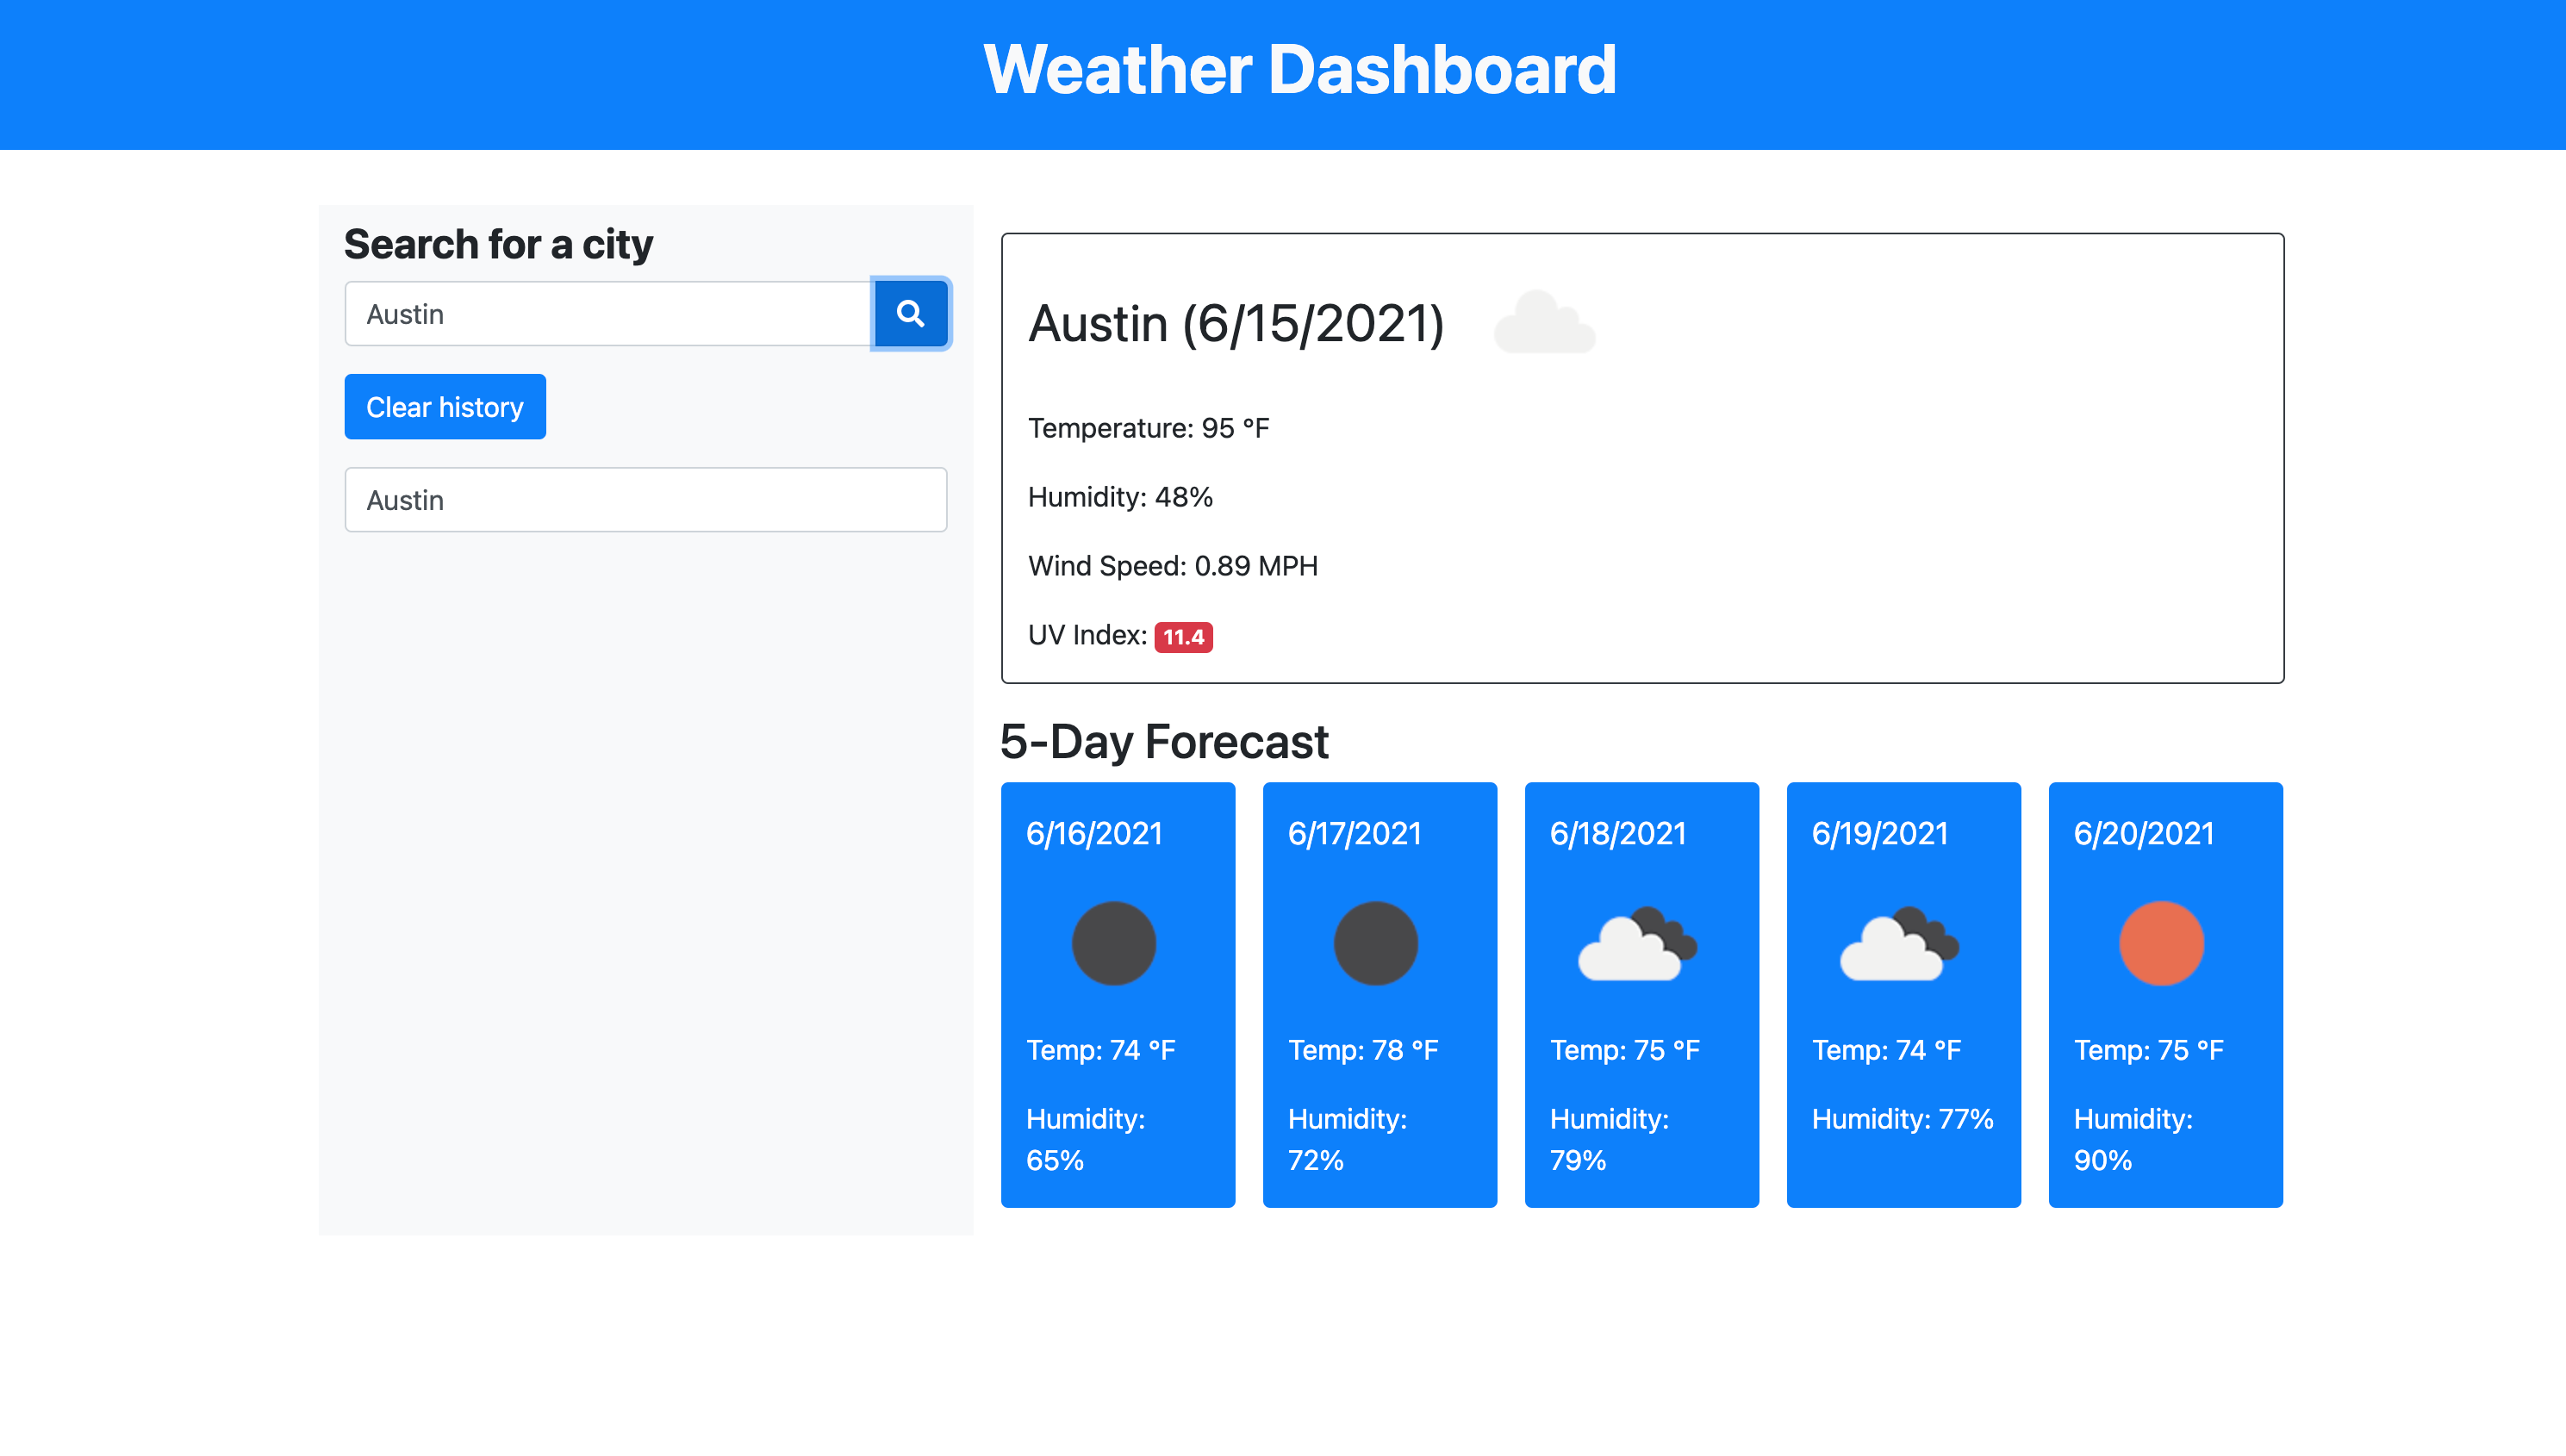 Weather Dashboard
Search for a city
Austin
Clear history
Austin
Austin (6/15/2021)
Temperature: 95 °F
Humidity: 48%
Wind Speed: 0.89 MPH
UV Index: 11.4
5-Day Forecast
6/16/2021
Temp: 74 °F
Humidity:
65%
6/17/2021
Temp: 78 °F
Humidity:
72%
6/18/2021
Temp: 75 °F
Humidity:
79%
6/19/2021
Temp: 74 °F
Humidity: 77%
6/20/2021
Temp: 75 °F
Humidity:
90%